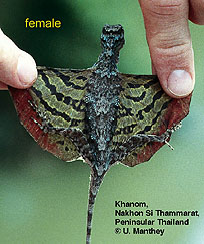 female
Khanom,
Nakhon Si Thammarat,
Peninsular Thailand
© U. Manthey